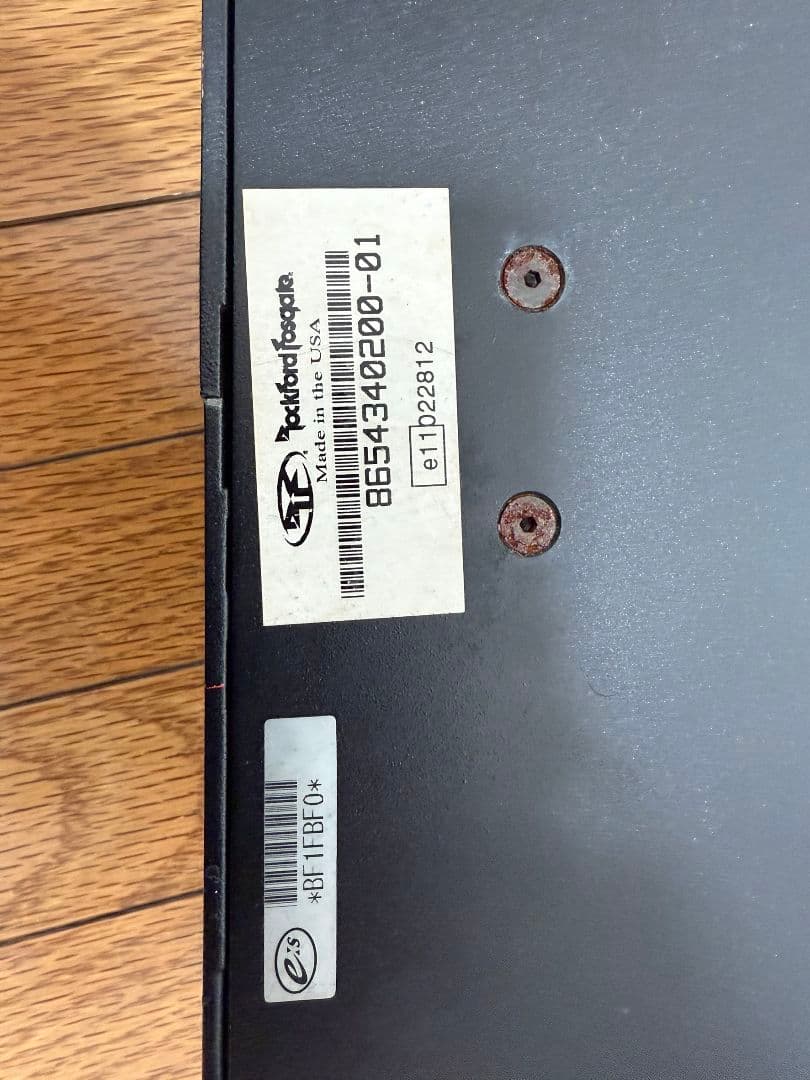 Rockford Fosgate
Made in the USA
8654340200-01
e11 022812
e:s
*BF1FBF0*